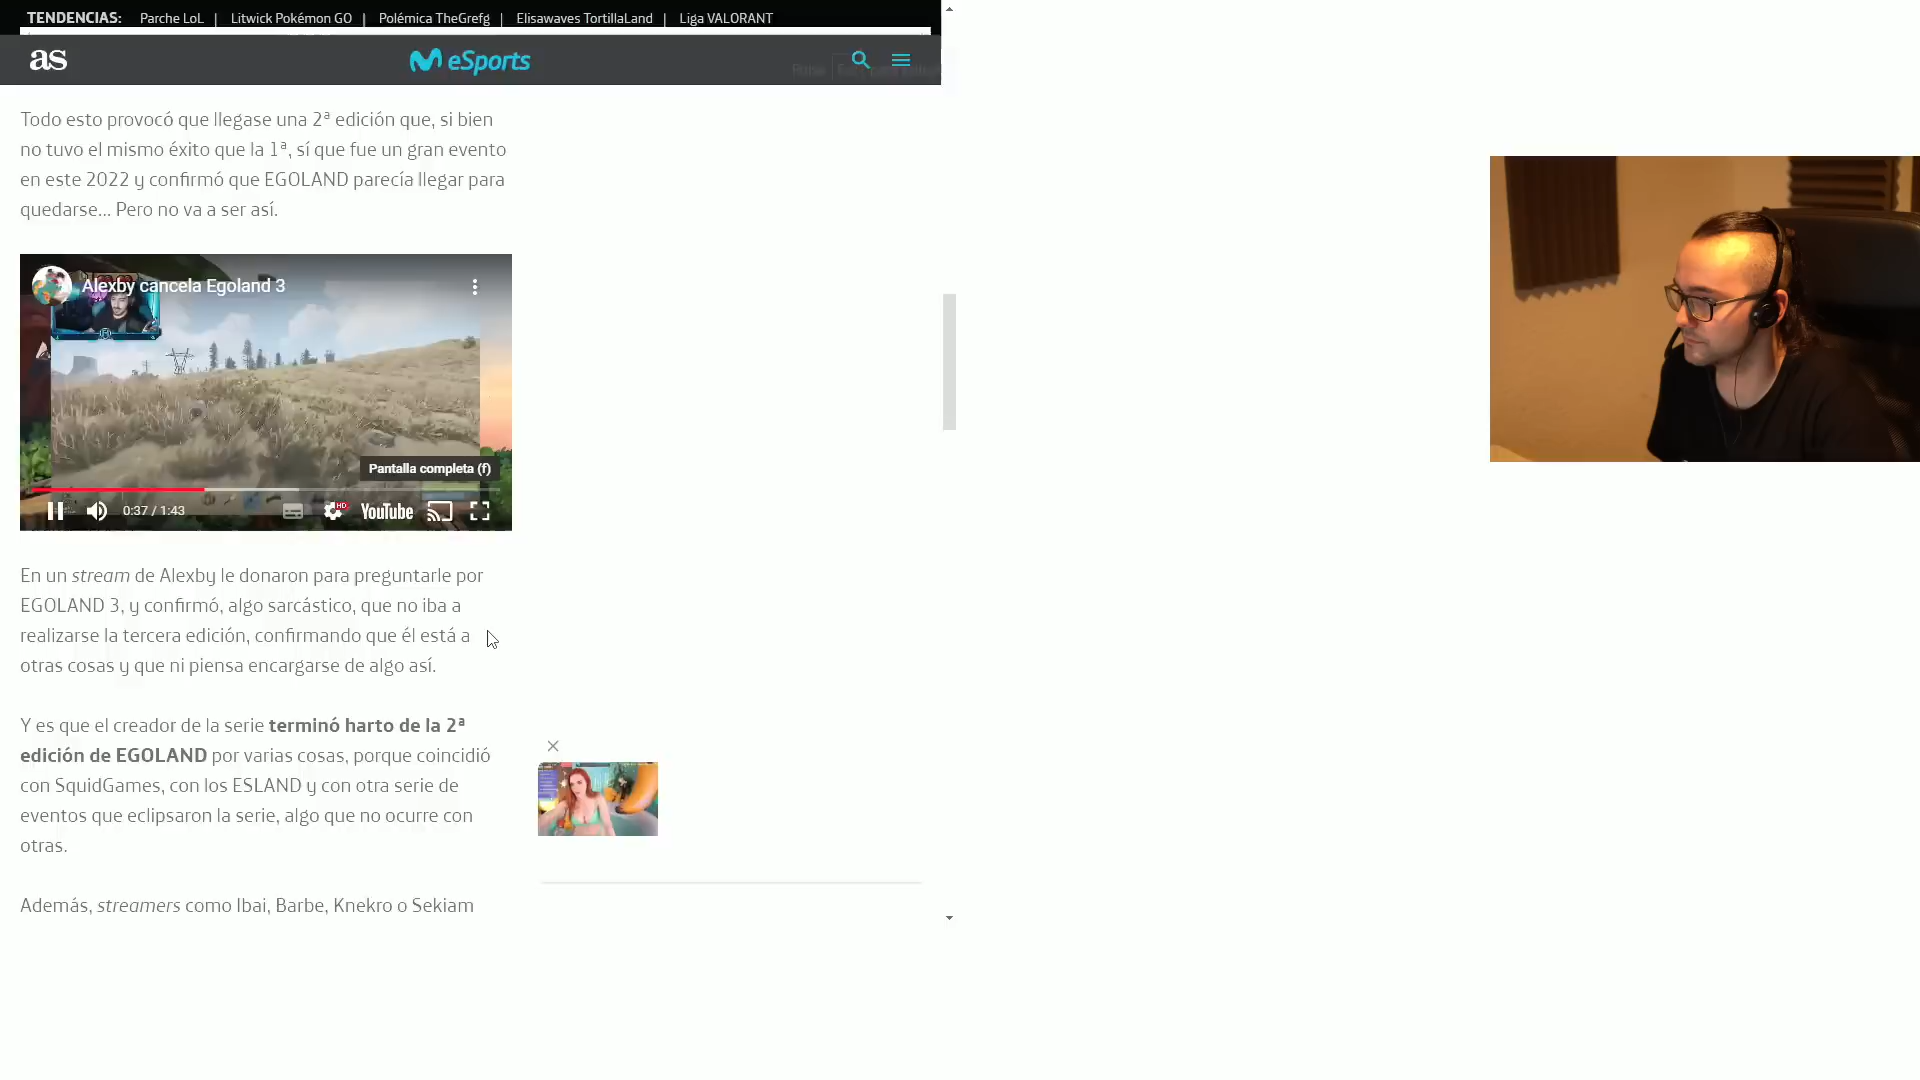 TENDENCIAS: Parche LoL | Litwick Pokémon GO | Polémica TheGrefg | Elisawaves TortillaLand | Liga VALORANT
as eSports
Todo esto provocó que llegase una 2ª edición que, si bien
no tuvo el mismo éxito que la 1ª, sí que fue un gran evento
en este 2022 y confirmó que EGOLAND parecía llegar para
quedarse... Pero no va a ser así.
Alexby cancela Egoland 3
Pantalla completa (f)
0:37 / 1:43
HD
YouTube
En un stream de Alexby le donaron para preguntarle por
EGOLAND 3, y confirmó, algo sarcástico, que no iba a
realizarse la tercera edición, confirmando que él está a
otras cosas y que ni piensa encargarse de algo así.
Y es que el creador de la serie terminó harto de la 2ª
edición de EGOLAND por varias cosas, porque coincidió
con SquidGames, con los ESLAND y con otra serie de
eventos que eclipsaron la serie, algo que no ocurre con
otras.
Además, streamers como Ibai, Barbe, Knekro o Sekiam